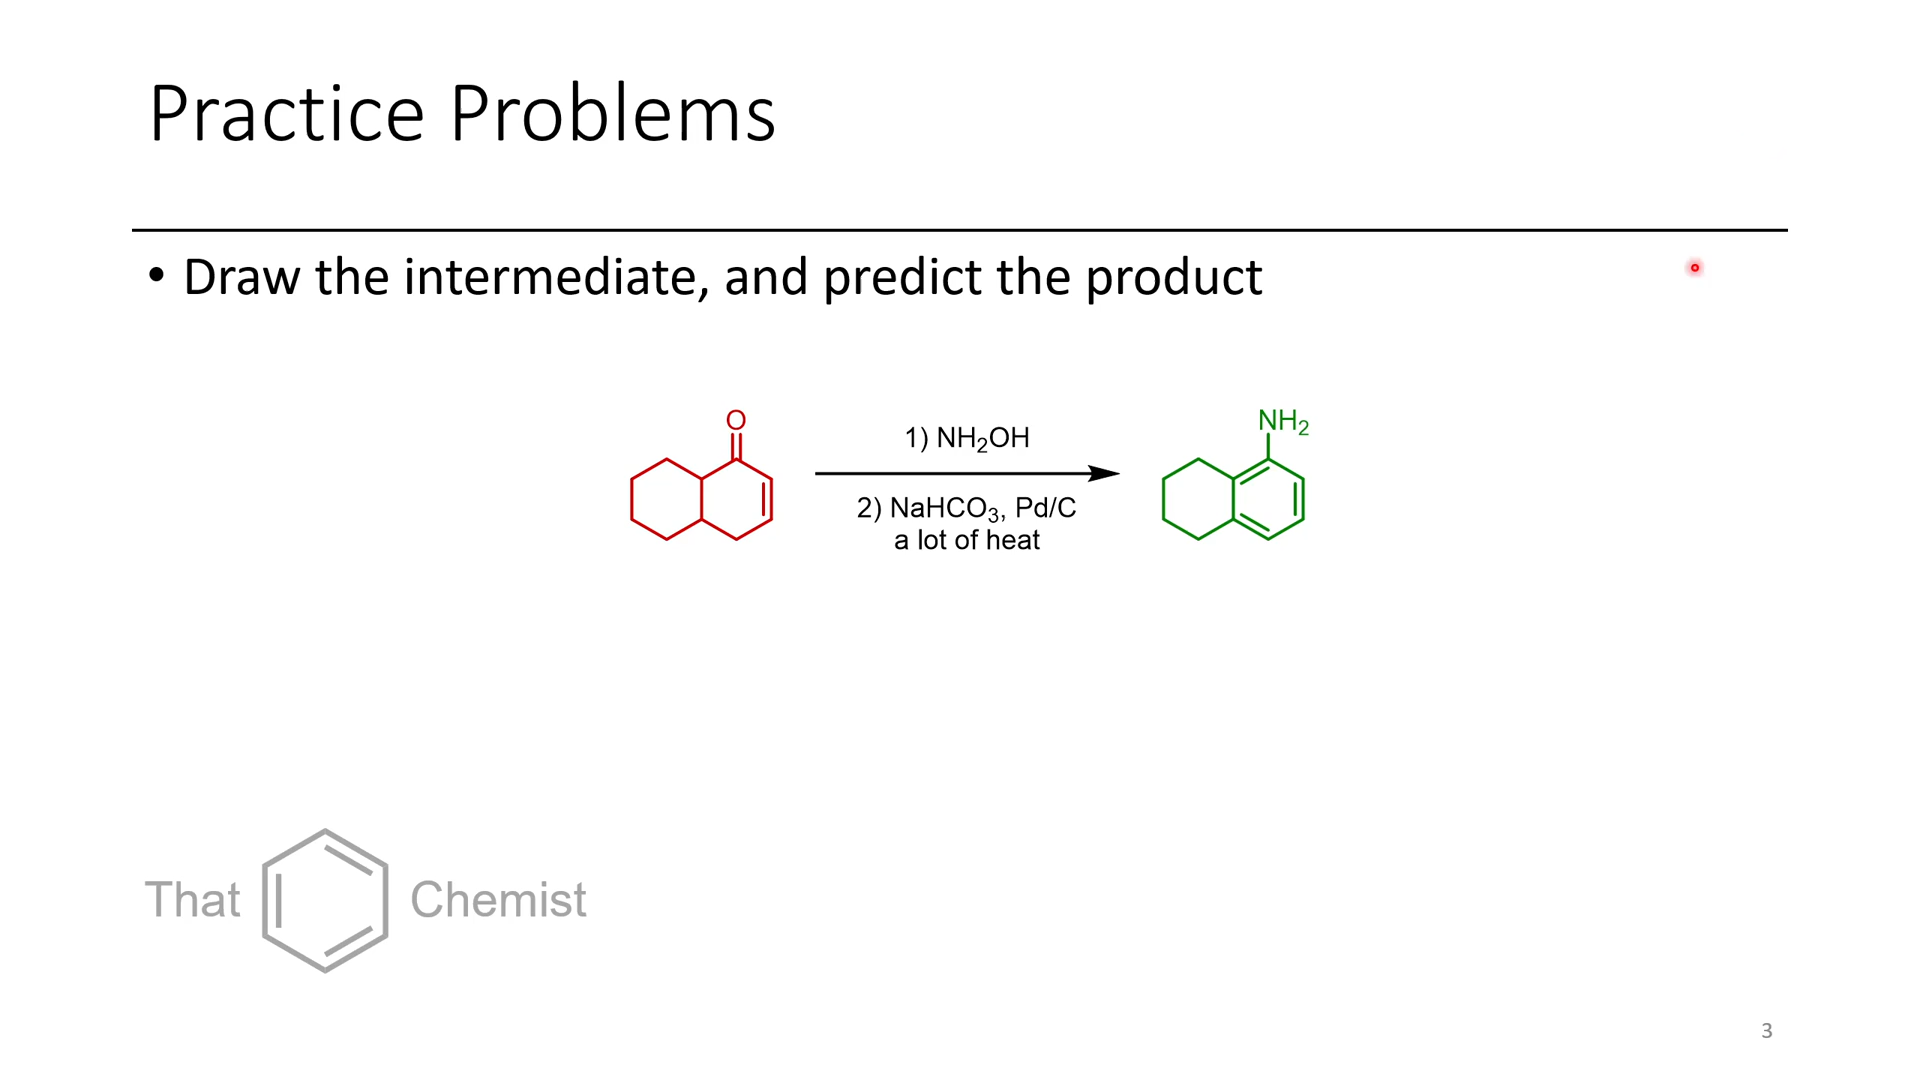 Practice Problems
• Draw the intermediate, and predict the product
O
1) NH₂OH
2) NaHCO₃, Pd/C
a lot of heat
NH₂
That Chemist
3